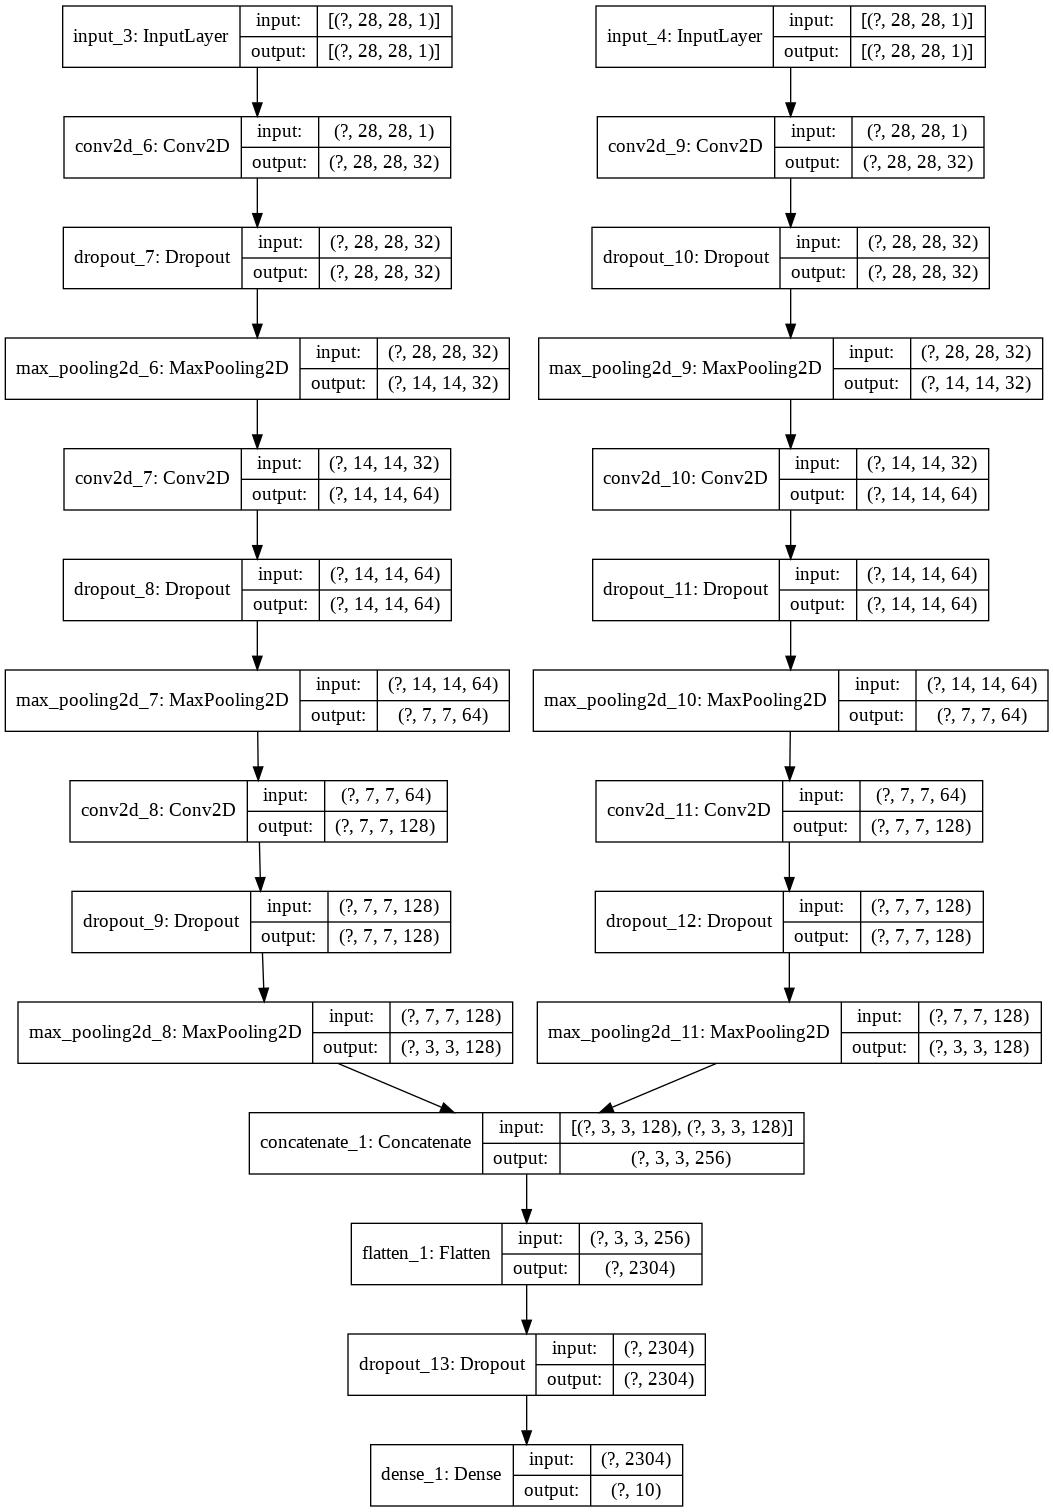 input_3: InputLayer
input: [(?, 28, 28, 1)]
output: [(?, 28, 28, 1)]
input_4: InputLayer
input: [(?, 28, 28, 1)]
output: [(?, 28, 28, 1)]
conv2d_6: Conv2D
input: (?, 28, 28, 1)
output: (?, 28, 28, 32)
conv2d_9: Conv2D
input: (?, 28, 28, 1)
output: (?, 28, 28, 32)
dropout_7: Dropout
input: (?, 28, 28, 32)
output: (?, 28, 28, 32)
dropout_10: Dropout
input: (?, 28, 28, 32)
output: (?, 28, 28, 32)
max_pooling2d_6: MaxPooling2D
input: (?, 28, 28, 32)
output: (?, 14, 14, 32)
max_pooling2d_9: MaxPooling2D
input: (?, 28, 28, 32)
output: (?, 14, 14, 32)
conv2d_7: Conv2D
input: (?, 14, 14, 32)
output: (?, 14, 14, 64)
conv2d_10: Conv2D
input: (?, 14, 14, 32)
output: (?, 14, 14, 64)
dropout_8: Dropout
input: (?, 14, 14, 64)
output: (?, 14, 14, 64)
dropout_11: Dropout
input: (?, 14, 14, 64)
output: (?, 14, 14, 64)
max_pooling2d_7: MaxPooling2D
input: (?, 14, 14, 64)
output: (?, 7, 7, 64)
max_pooling2d_10: MaxPooling2D
input: (?, 14, 14, 64)
output: (?, 7, 7, 64)
conv2d_8: Conv2D
input: (?, 7, 7, 64)
output: (?, 7, 7, 128)
conv2d_11: Conv2D
input: (?, 7, 7, 64)
output: (?, 7, 7, 128)
dropout_9: Dropout
input: (?, 7, 7, 128)
output: (?, 7, 7, 128)
dropout_12: Dropout
input: (?, 7, 7, 128)
output: (?, 7, 7, 128)
max_pooling2d_8: MaxPooling2D
input: (?, 7, 7, 128)
output: (?, 3, 3, 128)
max_pooling2d_11: MaxPooling2D
input: (?, 7, 7, 128)
output: (?, 3, 3, 128)
concatenate_1: Concatenate
input: [(?, 3, 3, 128), (?, 3, 3, 128)]
output: (?, 3, 3, 256)
flatten_1: Flatten
input: (?, 3, 3, 256)
output: (?, 2304)
dropout_13: Dropout
input: (?, 2304)
output: (?, 2304)
dense_1: Dense
input: (?, 2304)
output: (?, 10)